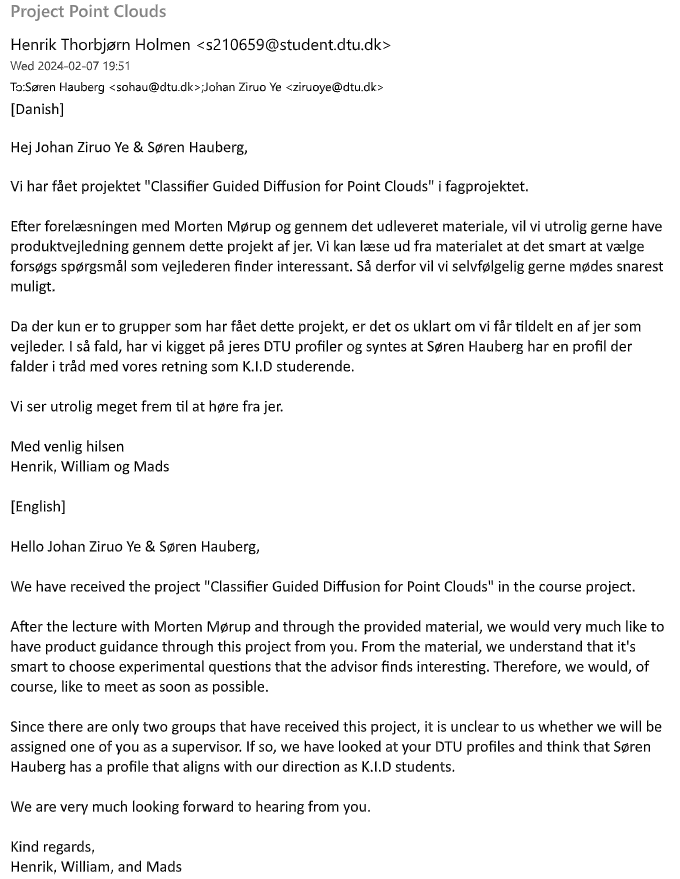 Project Point Clouds
Henrik Thorbjørn Holmen <s210659@student.dtu.dk>
Wed 2024-02-07 19:51
To:Søren Hauberg <sohau@dtu.dk>;Johan Ziruo Ye <ziruoye@dtu.dk>
[Danish]
Hej Johan Ziruo Ye & Søren Hauberg,
Vi har fået projektet "Classifier Guided Diffusion for Point Clouds" i fagprojektet.
Efter forelæsningen med Morten Mørup og gennem det udleveret materiale, vil vi utrolig gerne have
produktvejledning gennem dette projekt af jer. Vi kan læse ud fra materialet at det smart at vælge
forsøgs spørgsmål som vejlederen finder interessant. Så derfor vil vi selvfølgelig gerne mødes snarest
muligt.
Da der kun er to grupper som har fået dette projekt, er det os uklart om vi får tildelt en af jer som
vejleder. I så fald, har vi kigget på jeres DTU profiler og syntes at Søren Hauberg har en profil der
falder i tråd med vores retning som K.I.D studerende.
Vi ser utrolig meget frem til at høre fra jer.
Med venlig hilsen
Henrik, William og Mads
[English]
Hello Johan Ziruo Ye & Søren Hauberg,
We have received the project "Classifier Guided Diffusion for Point Clouds" in the course project.
After the lecture with Morten Mørup and through the provided material, we would very much like to
have product guidance through this project from you. From the material, we understand that it's
smart to choose experimental questions that the advisor finds interesting. Therefore, we would, of
course, like to meet as soon as possible.
Since there are only two groups that have received this project, it is unclear to us whether we will be
assigned one of you as a supervisor. If so, we have looked at your DTU profiles and think that Søren
Hauberg has a profile that aligns with our direction as K.I.D students.
We are very much looking forward to hearing from you.
Kind regards,
Henrik, William, and Mads